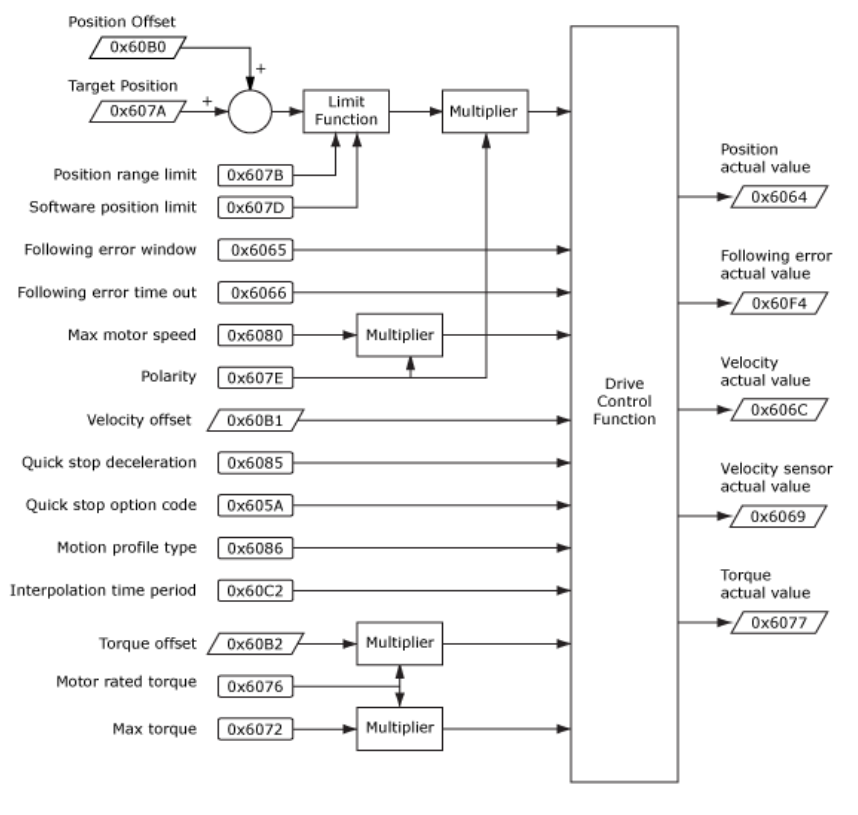 Position Offset
0x60B0
+
Target Position
0x607A
+
Limit
Function
Multiplier
Position range limit
0x607B
Software position limit
0x607D
Following error window
0x6065
Following error time out
0x6066
Max motor speed
0x6080
Multiplier
Polarity
0x607E
Velocity offset
0x60B1
Quick stop deceleration
0x6085
Quick stop option code
0x605A
Motion profile type
0x6086
Interpolation time period
0x60C2
Torque offset
0x60B2
Multiplier
Motor rated torque
0x6076
Max torque
0x6072
Multiplier
Drive
Control
Function
Position
actual value
0x6064
Following error
actual value
0x60F4
Velocity
actual value
0x606C
Velocity sensor
actual value
0x6069
Torque
actual value
0x6077